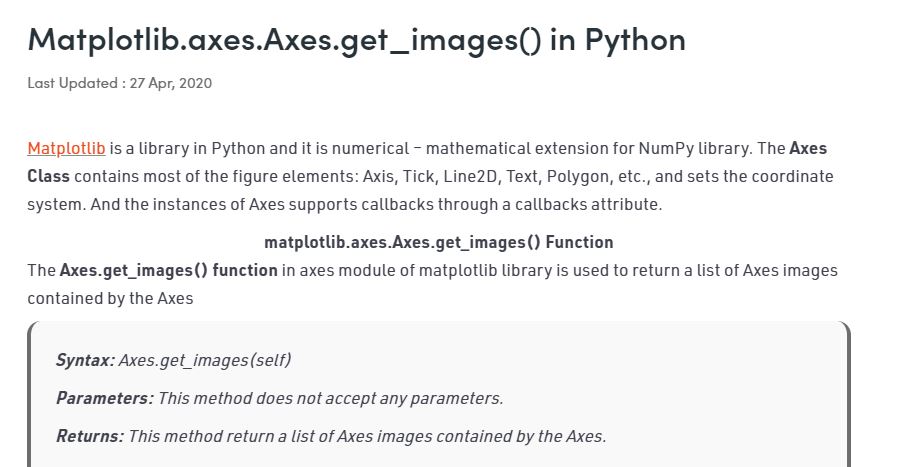 Matplotlib.axes.Axes.get_images() in Python
Last Updated : 27 Apr, 2020
Matplotlib is a library in Python and it is numerical – mathematical extension for NumPy library. The Axes
Class contains most of the figure elements: Axis, Tick, Line2D, Text, Polygon, etc., and sets the coordinate
system. And the instances of Axes supports callbacks through a callbacks attribute.
matplotlib.axes.Axes.get_images() Function
The Axes.get_images() function in axes module of matplotlib library is used to return a list of Axes images
contained by the Axes
Syntax: Axes.get_images(self)
Parameters: This method does not accept any parameters.
Returns: This method return a list of Axes images contained by the Axes.